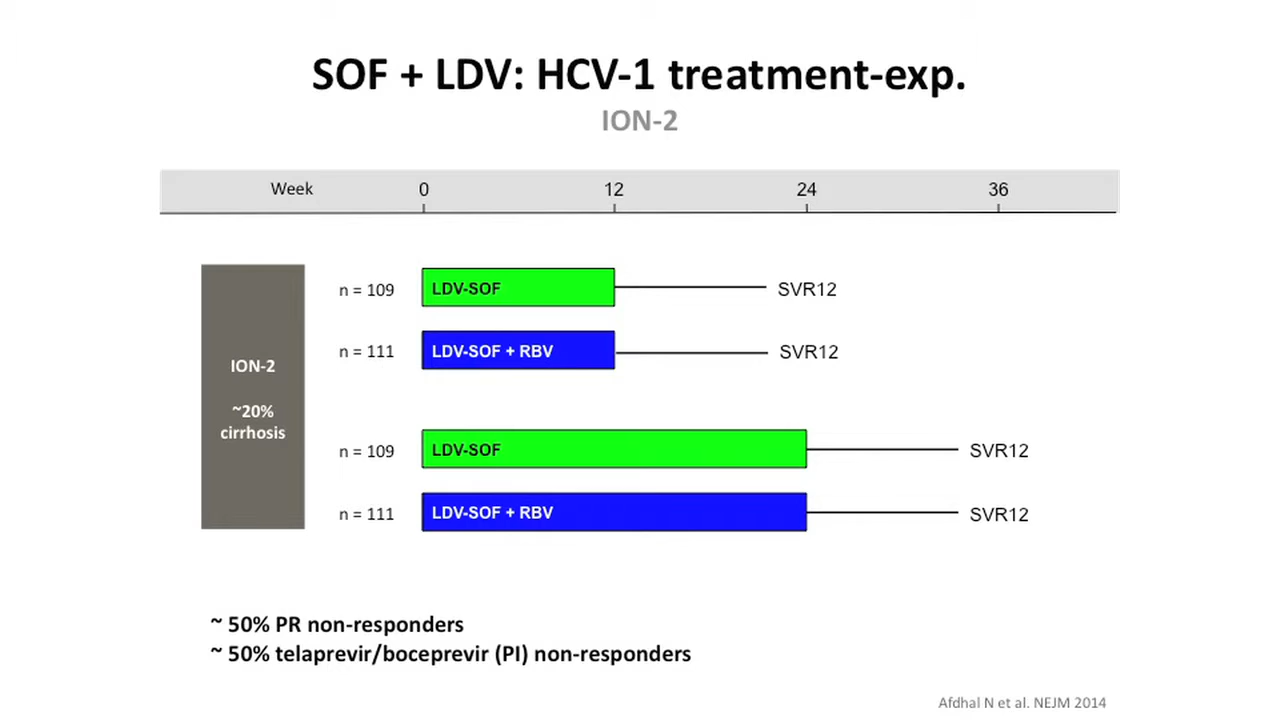 SOF + LDV: HCV-1 treatment-exp.
ION-2
Week 0 12 24 36
n = 109 LDV-SOF SVR12
n = 111 LDV-SOF + RBV SVR12
ION-2
~20%
cirrhosis
n = 109 LDV-SOF SVR12
n = 111 LDV-SOF + RBV SVR12
~ 50% PR non-responders
~ 50% telaprevir/boceprevir (PI) non-responders
Afdhal N et al. NEJM 2014